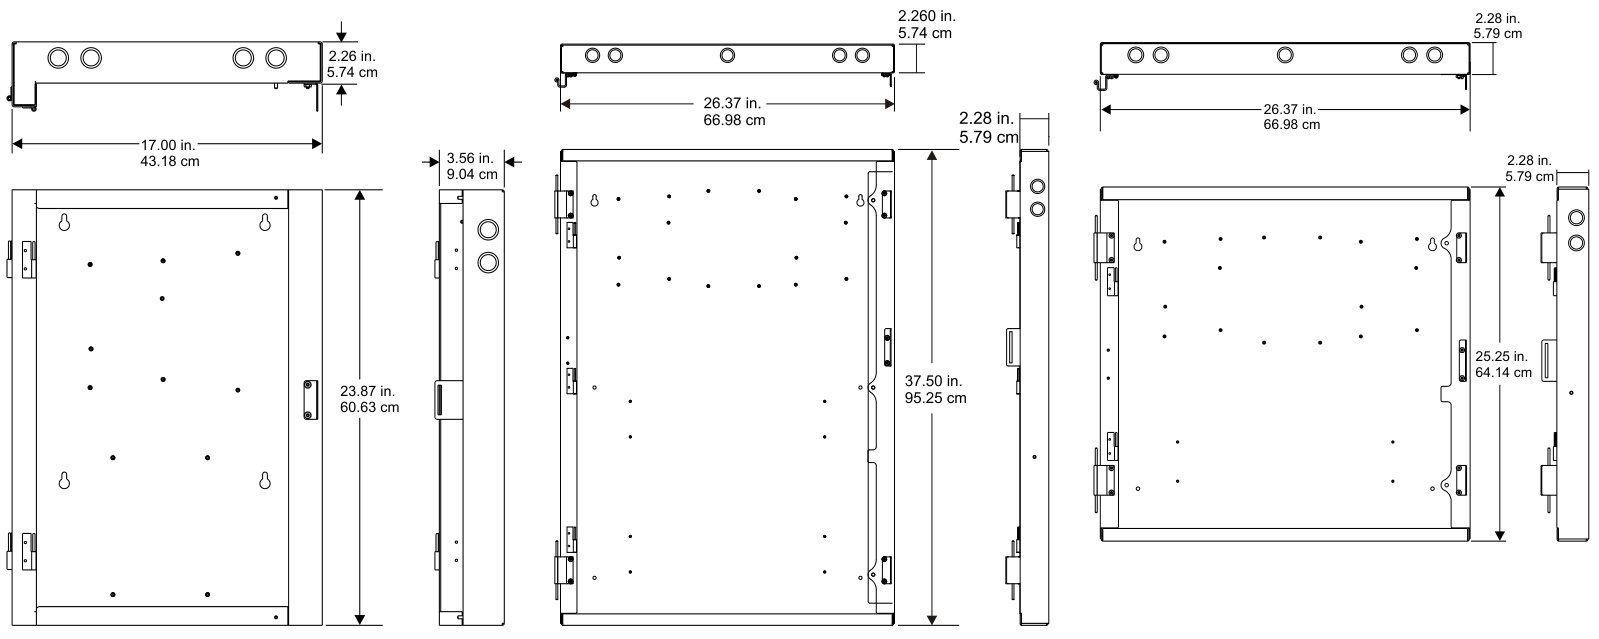 2.26 in.
5.74 cm
17.00 in.
43.18 cm
23.87 in.
60.63 cm
3.56 in.
9.04 cm
2.260 in.
5.74 cm
26.37 in.
66.98 cm
37.50 in.
95.25 cm
2.28 in.
5.79 cm
2.28 in.
5.79 cm
26.37 in.
66.98 cm
25.25 in.
64.14 cm
2.28 in.
5.79 cm